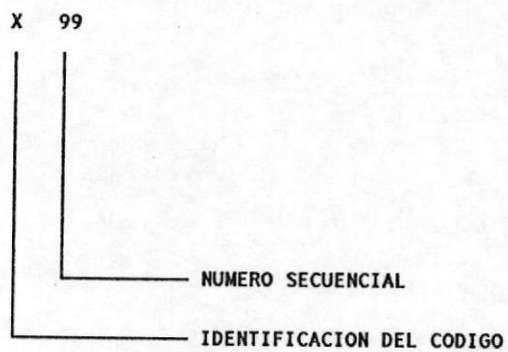 X 99
NUMERO SECUENCIAL
IDENTIFICACION DEL CODIGO